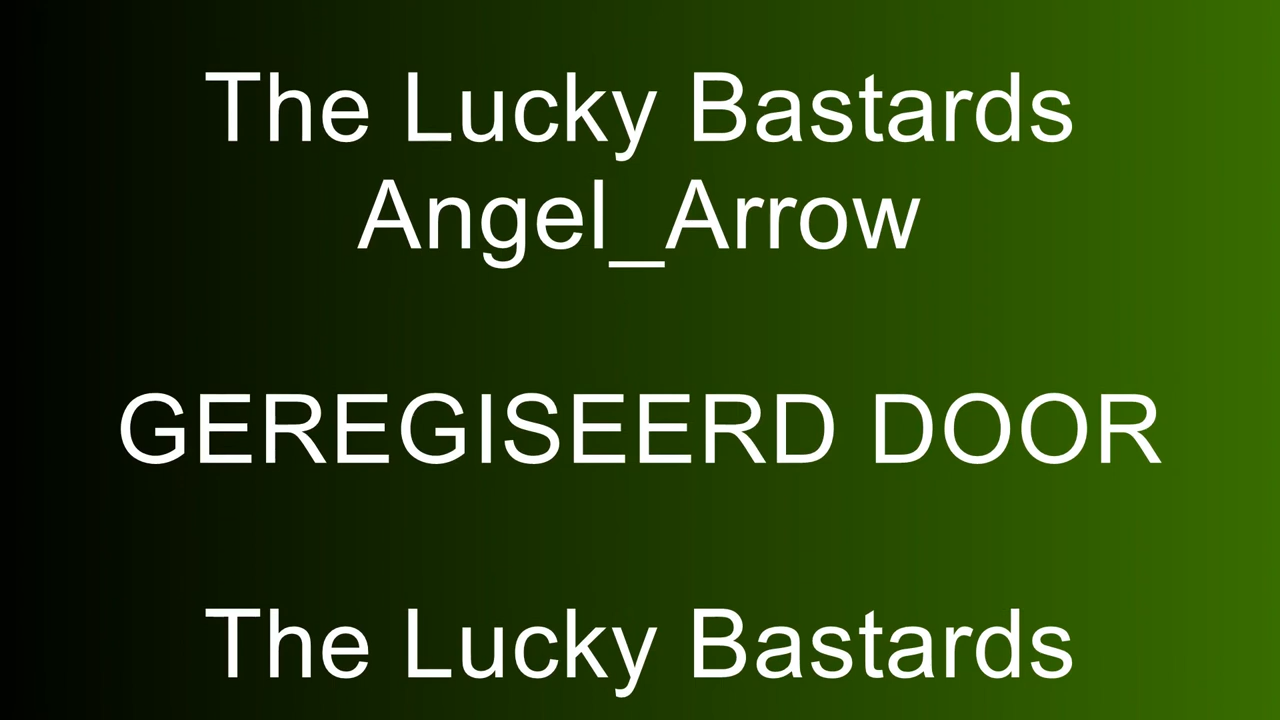 The Lucky Bastards
Angel_Arrow
GEREGISEERD DOOR
The Lucky Bastards